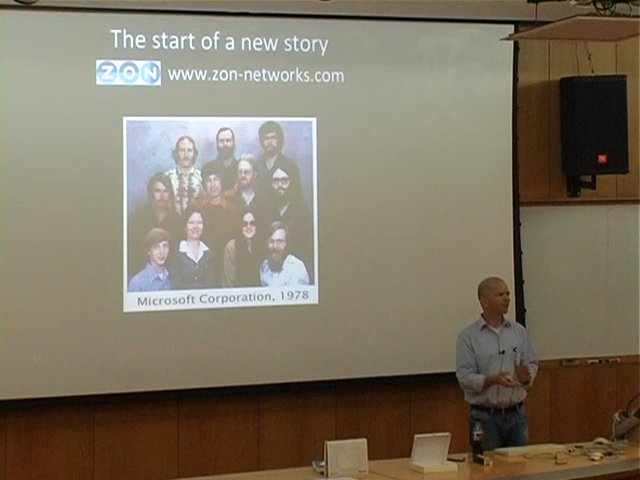 The start of a new story
ZON www.zon-networks.com
Microsoft Corporation, 1978